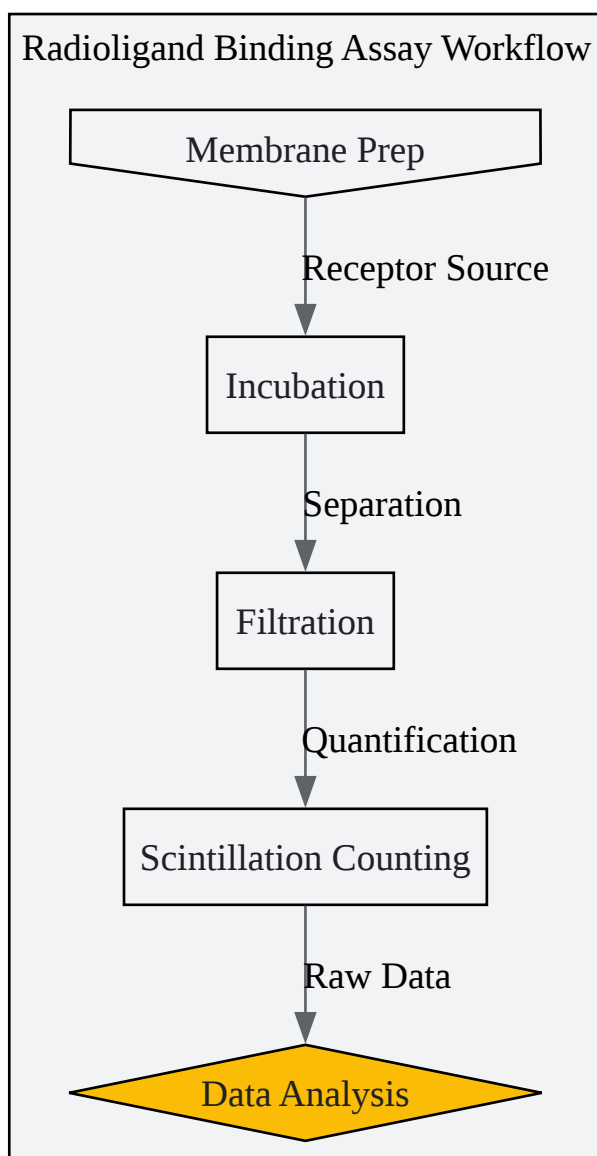 Radioligand Binding Assay Workflow
Membrane Prep
Receptor Source
Incubation
Separation
Filtration
Quantification
Scintillation Counting
Raw Data
Data Analysis